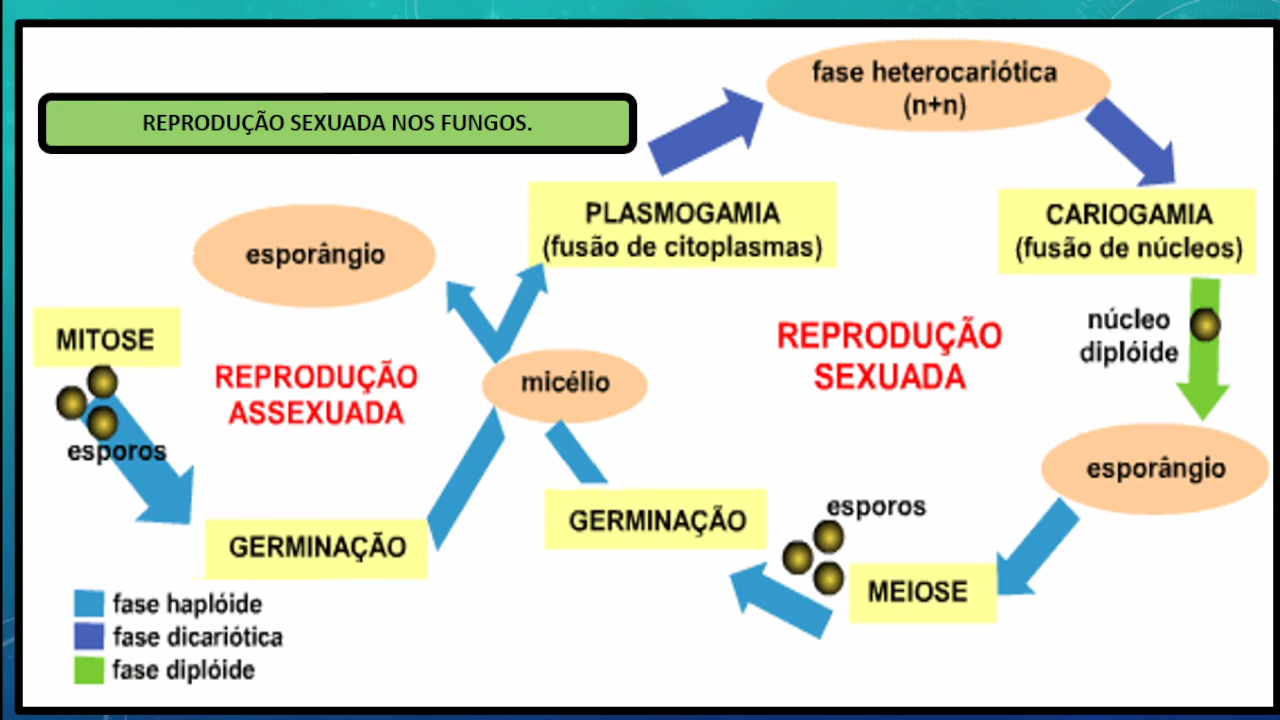 REPRODUÇÃO SEXUADA NOS FUNGOS.
fase heterocariótica
(n+n)
PLASMOGAMIA
(fusão de citoplasmas)
CARIOGAMIA
(fusão de núcleos)
esporângio
núcleo
diplóide
MITOSE
REPRODUÇÃO
ASSEXUADA
REPRODUÇÃO
SEXUADA
micélio
esporos
esporângio
GERMINAÇÃO
GERMINAÇÃO
esporos
MEIOSE
fase haplóide
fase dicariótica
fase diplóide